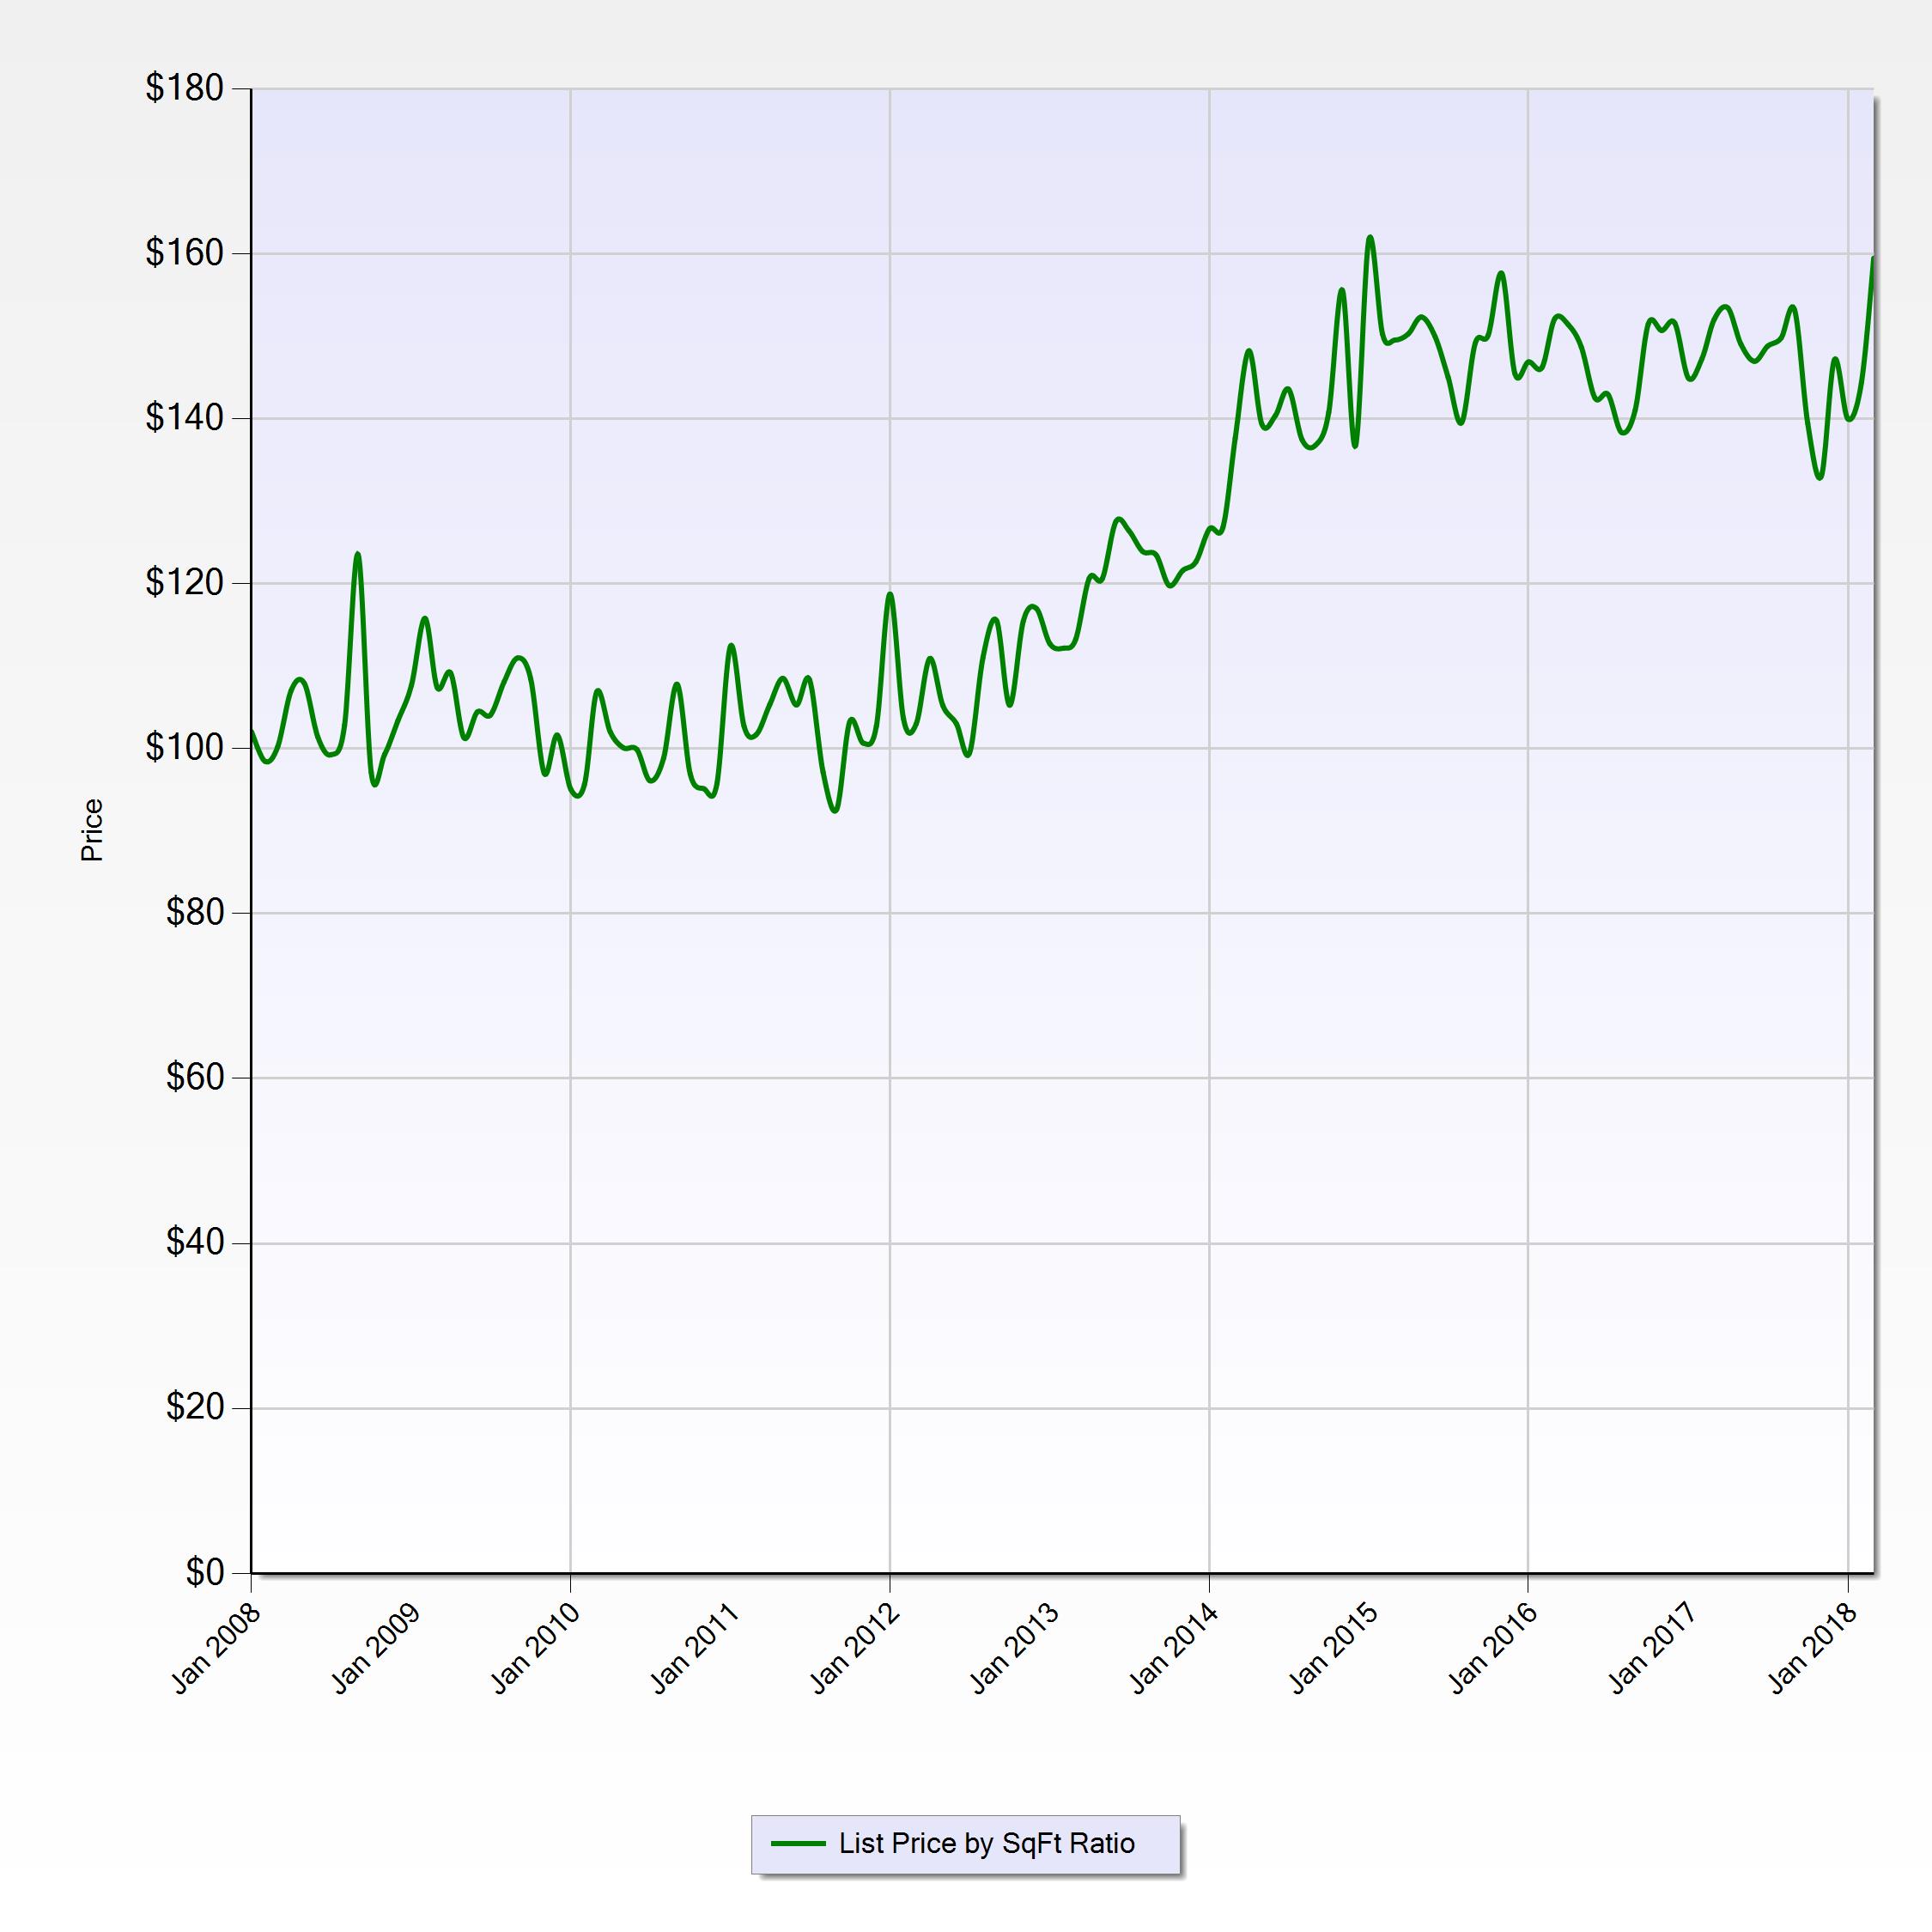 $180
$160
$140
$120
$100
$80
$60
$40
$20
$0
Price
Jan 2008
Jan 2009
Jan 2010
Jan 2011
Jan 2012
Jan 2013
Jan 2014
Jan 2015
Jan 2016
Jan 2017
Jan 2018
List Price by SqFt Ratio